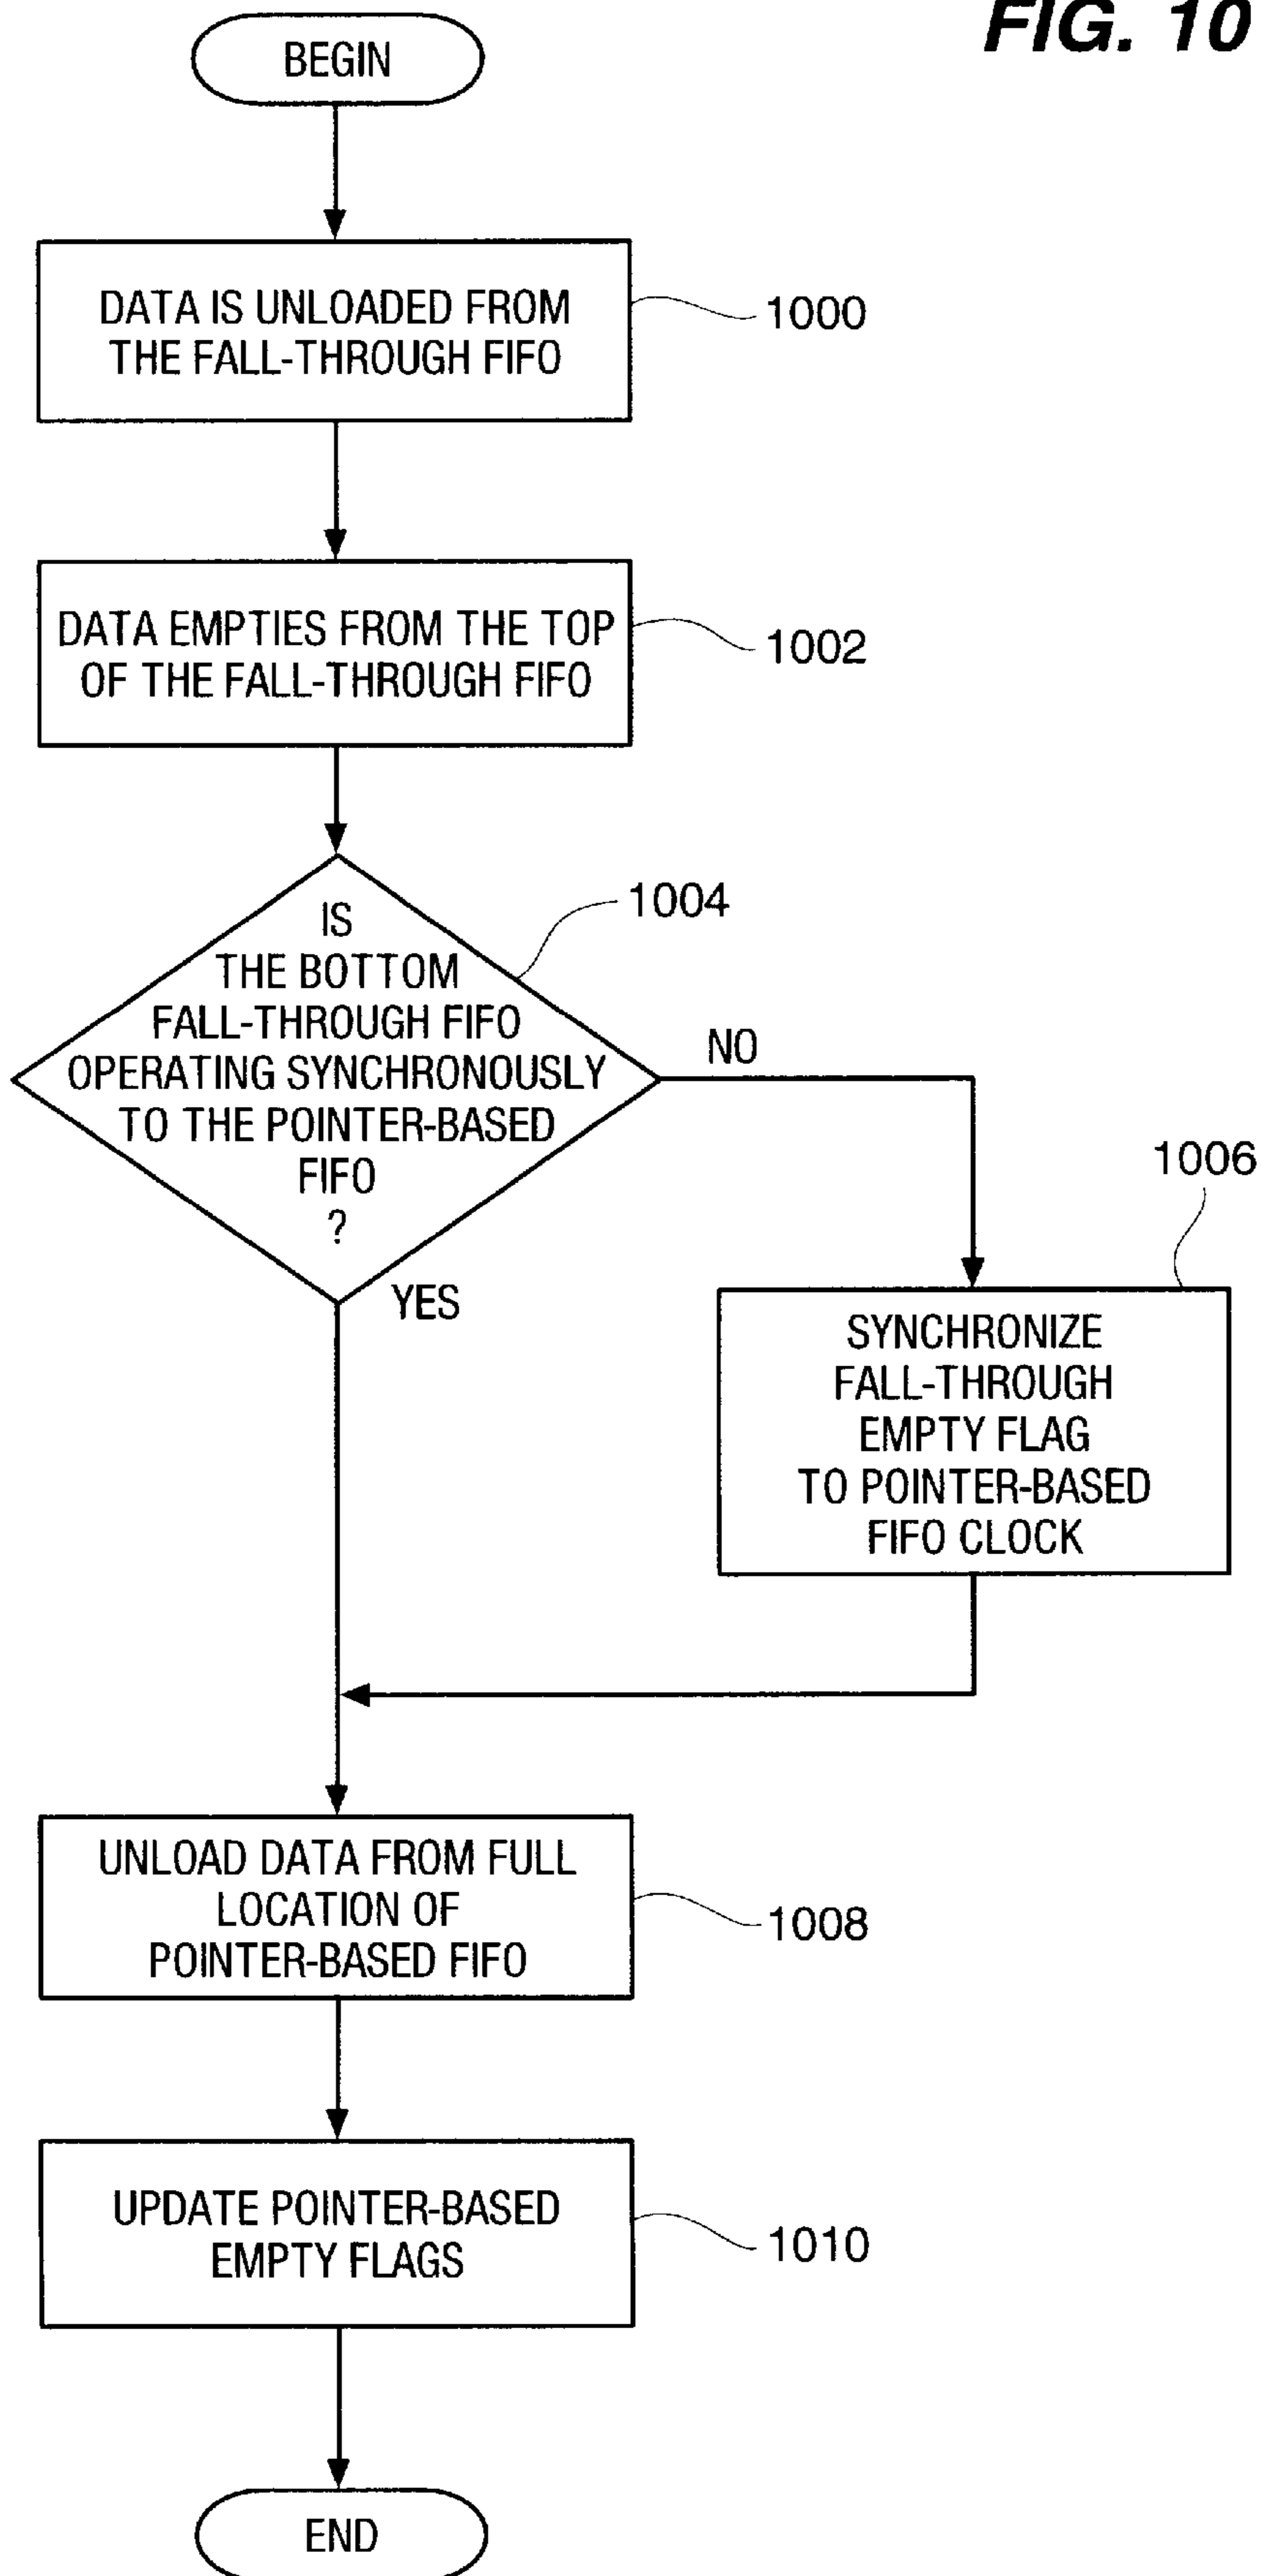 FIG. 10
BEGIN
DATA IS UNLOADED FROM
THE FALL-THROUGH FIFO
1000
DATA EMPTIES FROM THE TOP
OF THE FALL-THROUGH FIFO
1002
IS
THE BOTTOM
FALL-THROUGH FIFO
OPERATING SYNCHRONOUSLY
TO THE POINTER-BASED
FIFO
?
1004
NO
YES
1006
SYNCHRONIZE
FALL-THROUGH
EMPTY FLAG
TO POINTER-BASED
FIFO CLOCK
UNLOAD DATA FROM FULL
LOCATION OF
POINTER-BASED FIFO
1008
UPDATE POINTER-BASED
EMPTY FLAGS
1010
END